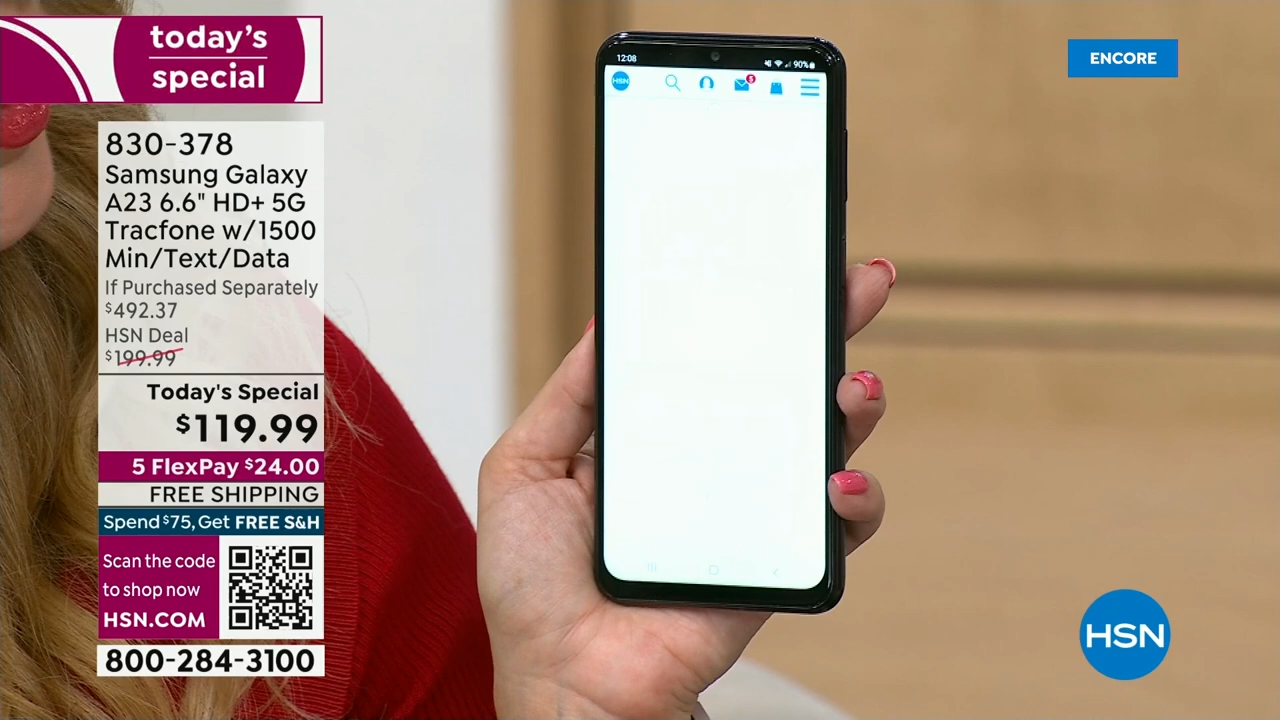 today's
special
830-378
Samsung Galaxy
A23 6.6" HD+ 5G
Tracfone w/1500
Min/Text/Data
If Purchased Separately
$492.37
HSN Deal
$199.99
Today's Special
$119.99
5 FlexPay $24.00
FREE SHIPPING
Spend $75, Get FREE S&H
Scan the code
to shop now
HSN.COM
800-284-3100
12:08
90%
HSN
$
ENCORE
HSN